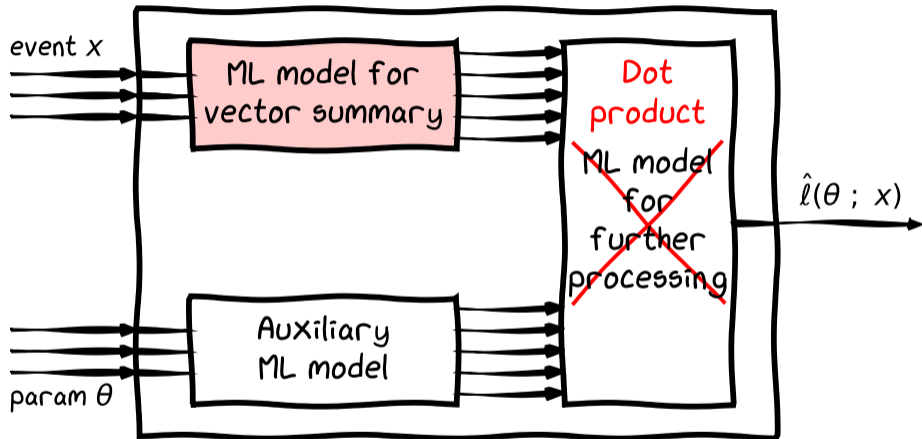 event x
ML model for
vector summary
Dot
product
ML model
for
further
processing
ℓ̂(θ ; x)
Auxiliary
ML model
param θ